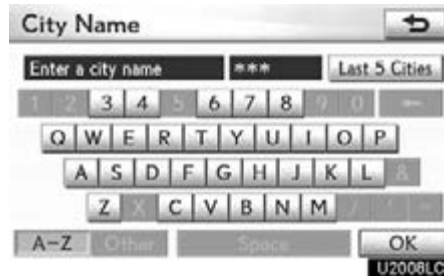 City Name
Enter a city name *** Last 5 Cities
1 2 3 4 5 6 7 8 9 0
Q W E R T Y U I O P
A S D F G H J K L &
Z X C V B N M / ' -
A-Z Other Space OK
U2008LC